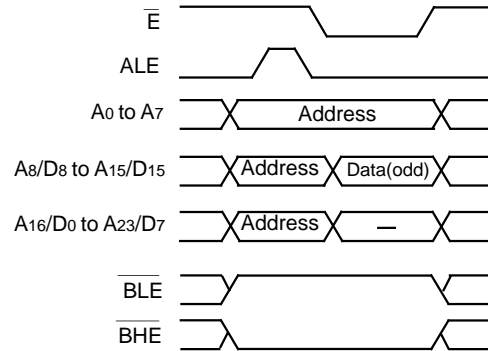 E
ALE
A0 to A7 Address
A8/D8 to A15/D15 Address Data(odd)
A16/D0 to A23/D7 Address –
BLE
BHE